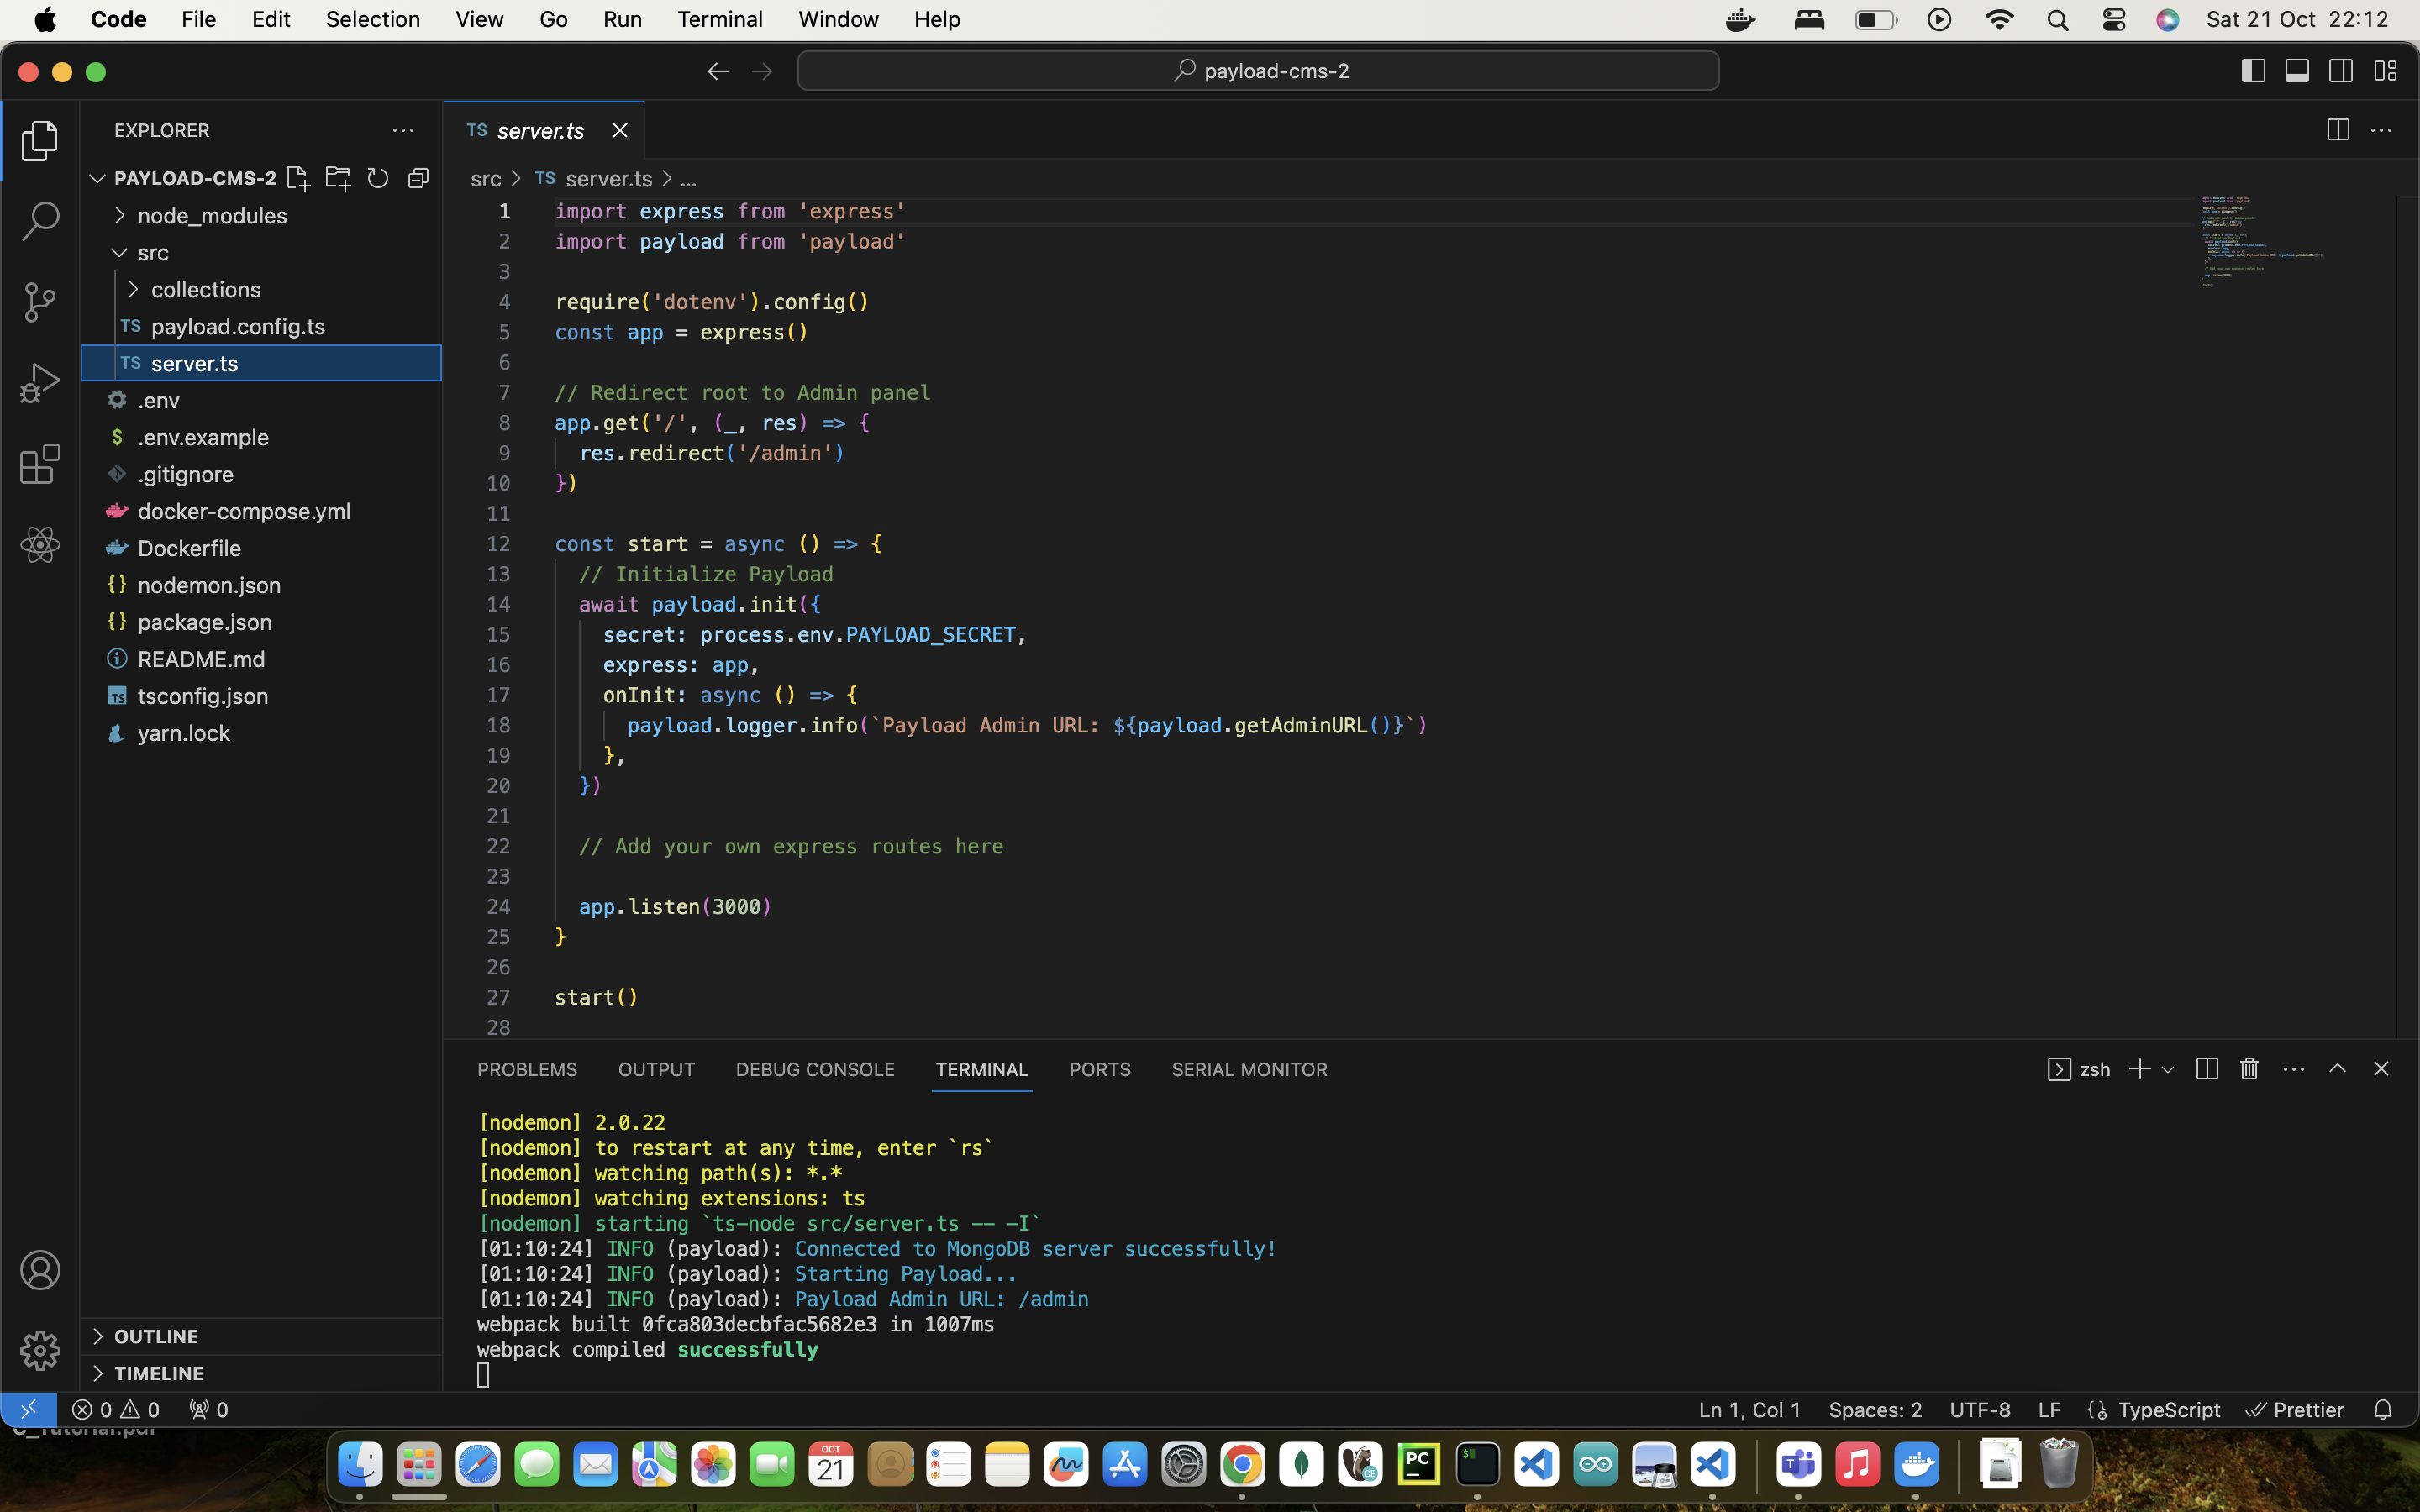 Code File Edit Selection View Go Run Terminal Window Help Sat 21 Oct 22:12
payload-cms-2
EXPLORER
PAYLOAD-CMS-2
node_modules
src
collections
TS payload.config.ts
TS server.ts
.env
$ .env.example
.gitignore
docker-compose.yml
Dockerfile
{} nodemon.json
{} package.json
README.md
TS tsconfig.json
yarn.lock
OUTLINE
TIMELINE
TS server.ts
src > TS server.ts > ...
1 import express from 'express'
2 import payload from 'payload'
3
4 require('dotenv').config()
5 const app = express()
6
7 // Redirect root to Admin panel
8 app.get('/', (_, res) => {
9 res.redirect('/admin')
10 })
11
12 const start = async () => {
13 // Initialize Payload
14 await payload.init({
15 secret: process.env.PAYLOAD_SECRET,
16 express: app,
17 onInit: async () => {
18 payload.logger.info(`Payload Admin URL: ${payload.getAdminURL()}`)
19 },
20 })
21
22 // Add your own express routes here
23
24 app.listen(3000)
25 }
26
27 start()
28
PROBLEMS OUTPUT DEBUG CONSOLE TERMINAL PORTS SERIAL MONITOR zsh
[nodemon] 2.0.22
[nodemon] to restart at any time, enter `rs`
[nodemon] watching path(s): *.*
[nodemon] watching extensions: ts
[nodemon] starting `ts-node src/server.ts -- -I`
[01:10:24] INFO (payload): Connected to MongoDB server successfully!
[01:10:24] INFO (payload): Starting Payload...
[01:10:24] INFO (payload): Payload Admin URL: /admin
webpack built 0fca803decbfac5682e3 in 1007ms
webpack compiled successfully
0 0 0 Ln 1, Col 1 Spaces: 2 UTF-8 LF TypeScript Prettier
OCT
21
PC
CE